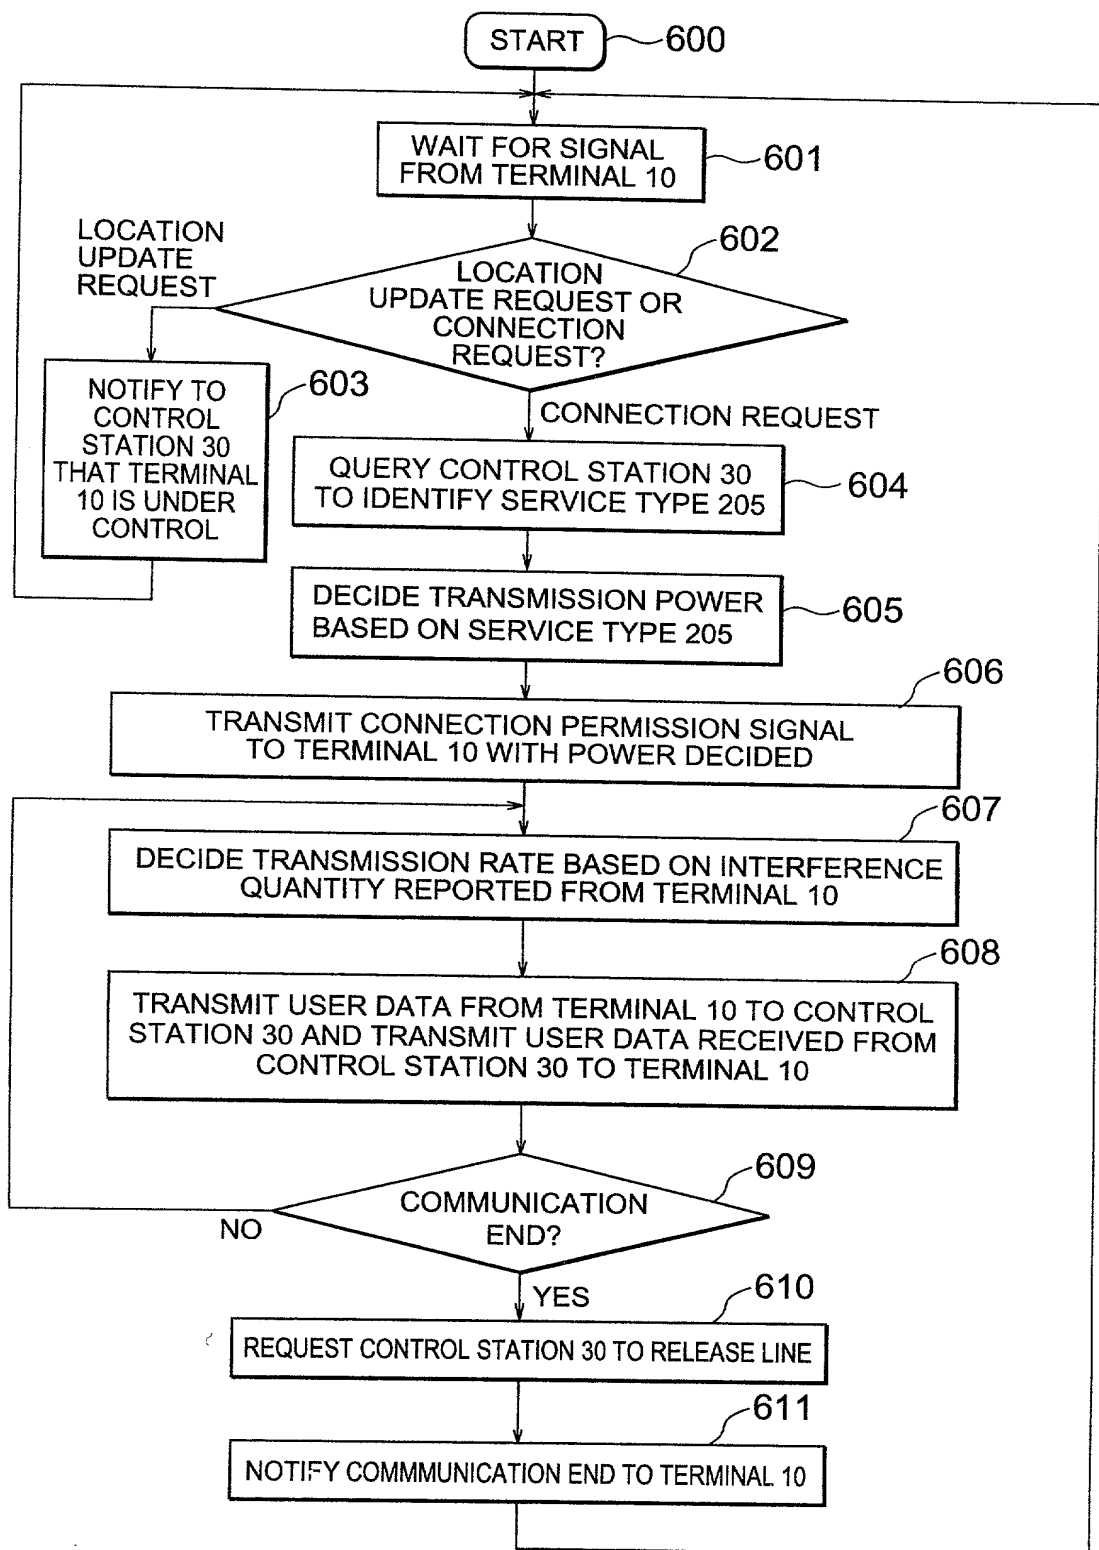 START
600
WAIT FOR SIGNAL
FROM TERMINAL 10
601
602
LOCATION
UPDATE
REQUEST
LOCATION
UPDATE REQUEST OR
CONNECTION
REQUEST?
NOTIFY TO
CONTROL
STATION 30
THAT TERMINAL
10 IS UNDER
CONTROL
603
CONNECTION REQUEST
QUERY CONTROL STATION 30
TO IDENTIFY SERVICE TYPE 205
604
DECIDE TRANSMISSION POWER
BASED ON SERVICE TYPE 205
605
606
TRANSMIT CONNECTION PERMISSION SIGNAL
TO TERMINAL 10 WITH POWER DECIDED
607
DECIDE TRANSMISSION RATE BASED ON INTERFERENCE
QUANTITY REPORTED FROM TERMINAL 10
608
TRANSMIT USER DATA FROM TERMINAL 10 TO CONTROL
STATION 30 AND TRANSMIT USER DATA RECEIVED FROM
CONTROL STATION 30 TO TERMINAL 10
609
COMMUNICATION
END?
NO
YES
610
REQUEST CONTROL STATION 30 TO RELEASE LINE
611
NOTIFY COMMMUNICATION END TO TERMINAL 10